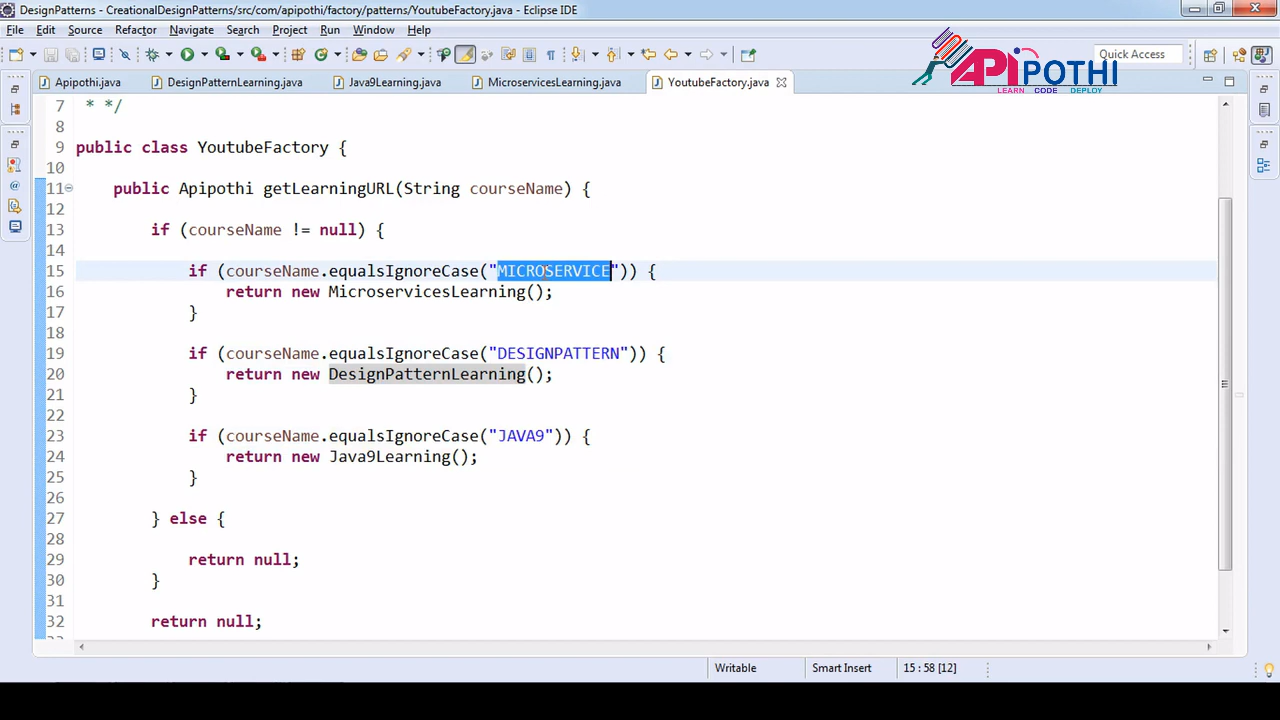 DesignPatterns - CreationalDesignPatterns/src/com/apipothi/factory/patterns/YoutubeFactory.java - Eclipse IDE
File Edit Source Refactor Navigate Search Project Run Window Help
Quick Access
APIPOTHI
LEARN CODE DEPLOY
Apipothi.java DesignPatternLearning.java Java9Learning.java MicroservicesLearning.java YoutubeFactory.java
7 * */
8
9 public class YoutubeFactory {
10
11 public Apipothi getLearningURL(String courseName) {
12
13 if (courseName != null) {
14
15 if (courseName.equalsIgnoreCase("MICROSERVICE")) {
16 return new MicroservicesLearning();
17 }
18
19 if (courseName.equalsIgnoreCase("DESIGNPATTERN")) {
20 return new DesignPatternLearning();
21 }
22
23 if (courseName.equalsIgnoreCase("JAVA9")) {
24 return new Java9Learning();
25 }
26
27 } else {
28
29 return null;
30 }
31
32 return null;
Writable Smart Insert 15 : 58 [12]